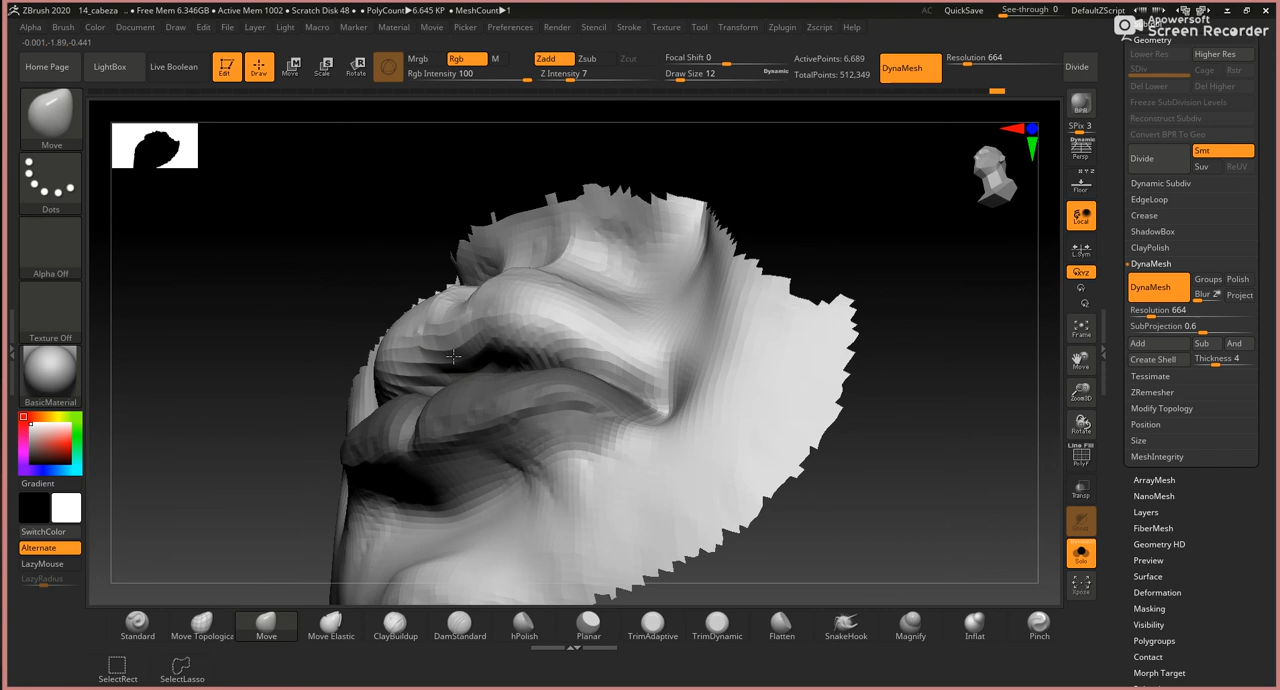 ZBrush 2020 14_cabeza .. ● Free Mem 6.346GB ● Active Mem 1002 ● Scratch Disk 48 ● ● PolyCount▶6.645 KP ● MeshCount▶1 AC QuickSave See-through 0 DefaultZScript
Alpha Brush Color Document Draw Edit File Layer Light Macro Marker Material Movie Picker Preferences Render Stencil Stroke Texture Tool Transform Zplugin Zscript Help
Apowersoft
Screen Recorder
-0.001,-1.89,-0.441
Home Page LightBox Live Boolean
Edit Draw Move Scale Rotate
Mrgb Rgb M
Rgb Intensity 100
Zadd Zsub Zcut
Z Intensity 7
Focal Shift 0
Draw Size 12 Dynamic
ActivePoints: 6,689
TotalPoints: 512,349
DynaMesh
Resolution 664
Divide
Move
Dots
Alpha Off
Texture Off
BasicMaterial
Gradient
SwitchColor
Alternate
LazyMouse
LazyRadius
BPR
SPix 3
Dynamic
Persp
X Y Z
Floor
Local
L.Sym
XYZ
Frame
Move
Zoom3D
Rotate
Line Fill
PolyF
Transp
Ghost
Solo
Xpose
Geometry
Lower Res Higher Res
SDiv Cage Rstr
Del Lower Del Higher
Freeze SubDivision Levels
Reconstruct Subdiv
Convert BPR To Geo
Divide Smt
Suv ReUV
Dynamic Subdiv
EdgeLoop
Crease
ShadowBox
ClayPolish
DynaMesh
DynaMesh Groups Polish
Blur 2 Project
Resolution 664
SubProjection 0.6
Add Sub And
Create Shell Thickness 4
Tessimate
ZRemesher
Modify Topology
Position
Size
MeshIntegrity
ArrayMesh
NanoMesh
Layers
FiberMesh
Geometry HD
Preview
Surface
Deformation
Masking
Visibility
Polygroups
Contact
Morph Target
Standard Move Topologica Move Move Elastic ClayBuildup DamStandard hPolish Planar TrimAdaptive TrimDynamic Flatten SnakeHook Magnify Inflat Pinch
SelectRect SelectLasso